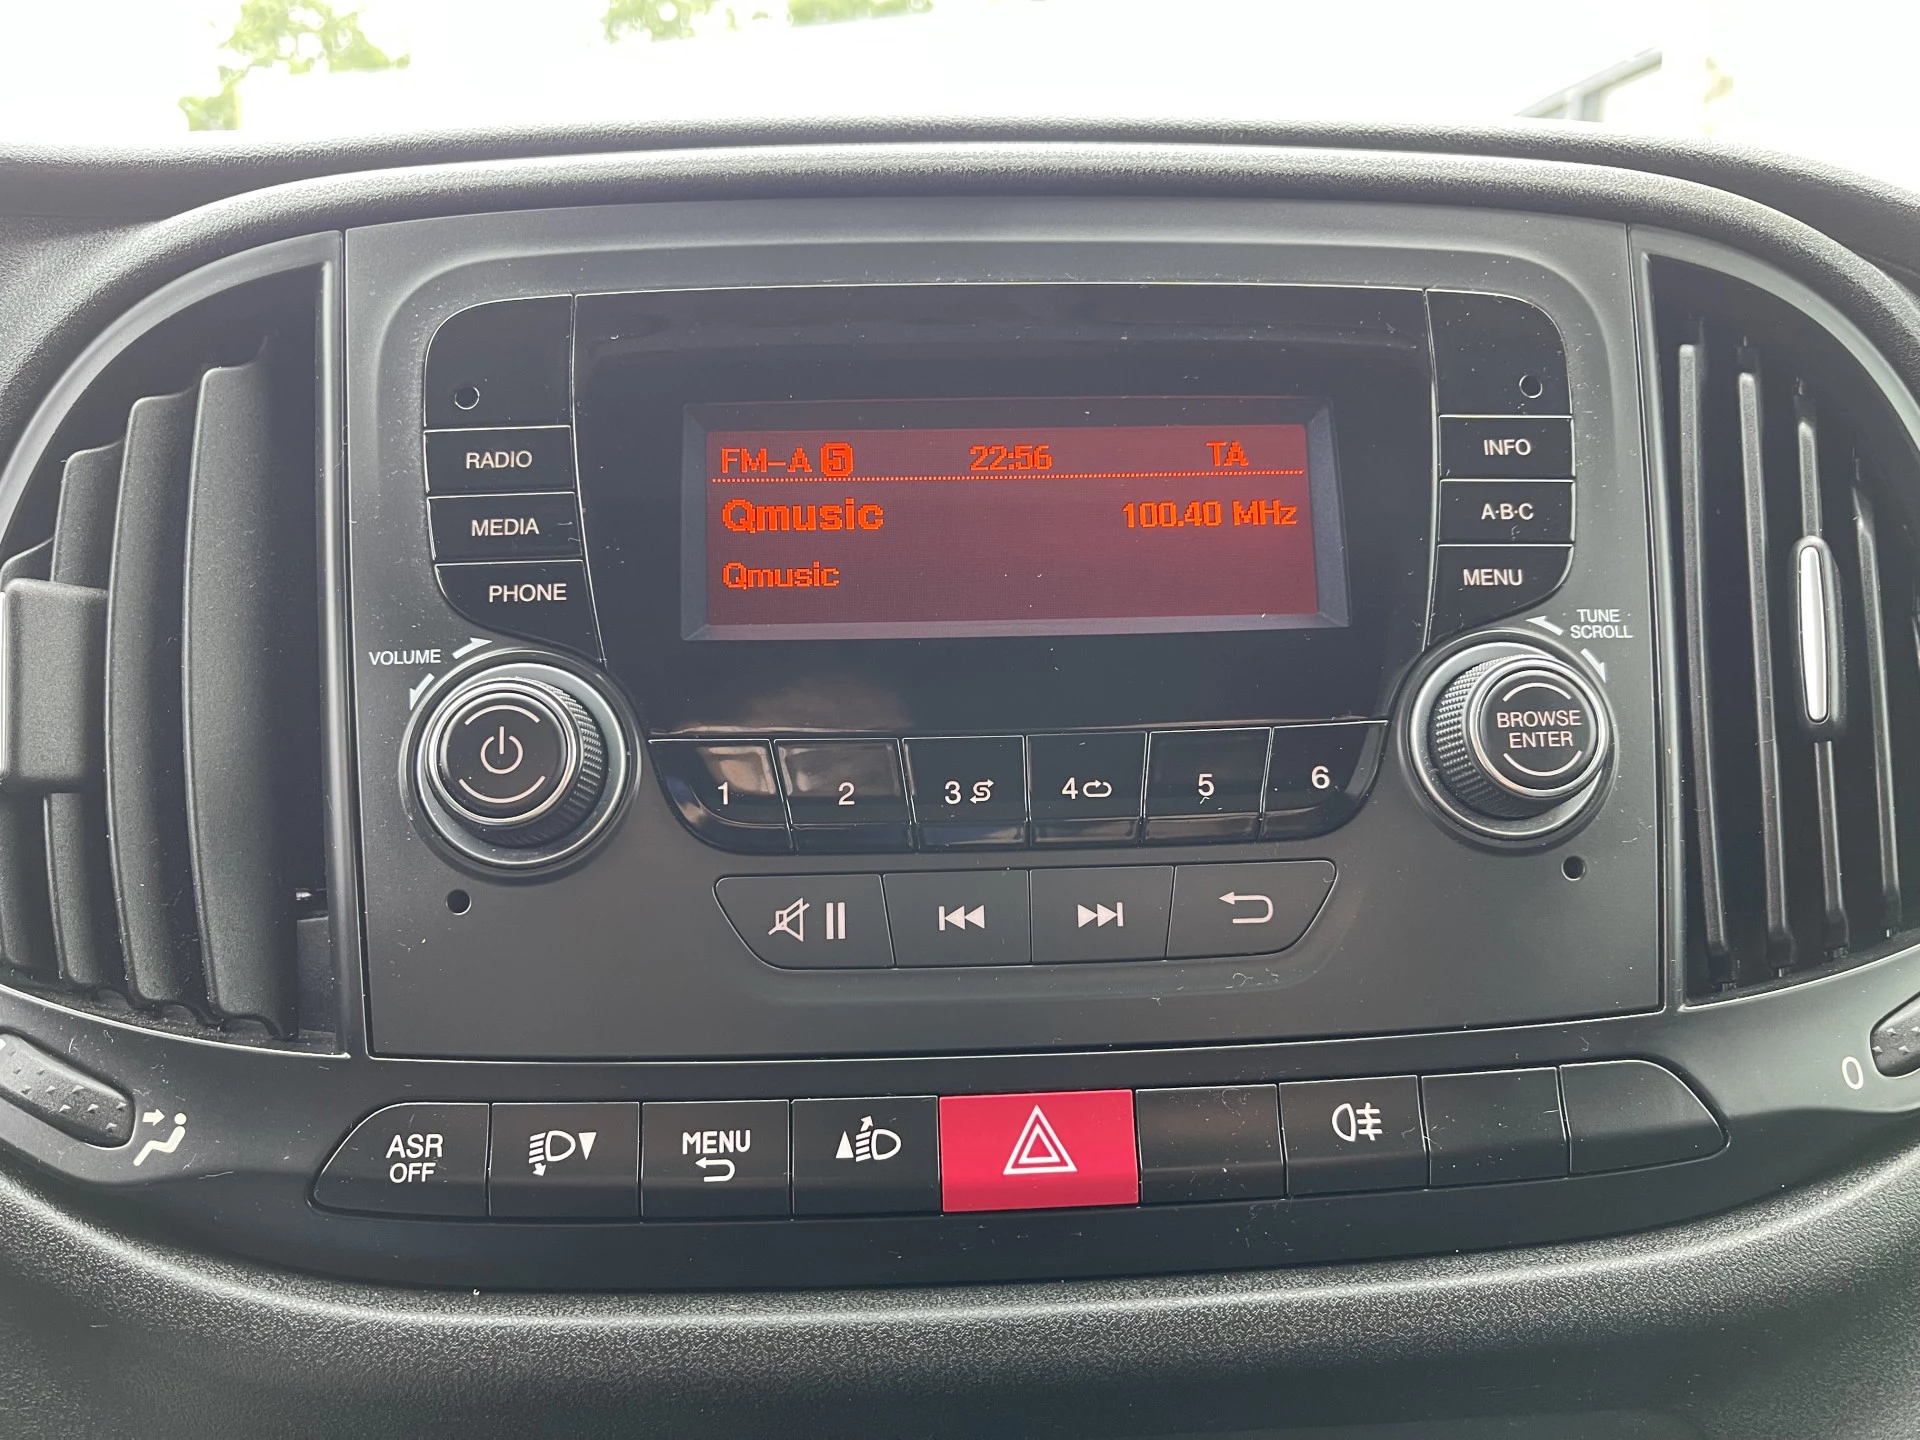 FM-A 5 22:56 TA
Qmusic 100.40 MHz
Qmusic
RADIO
MEDIA
PHONE
INFO
A·B·C
MENU
VOLUME
TUNE
SCROLL
BROWSE
ENTER
1 2 3 4 5 6
ASR
OFF
MENU
0